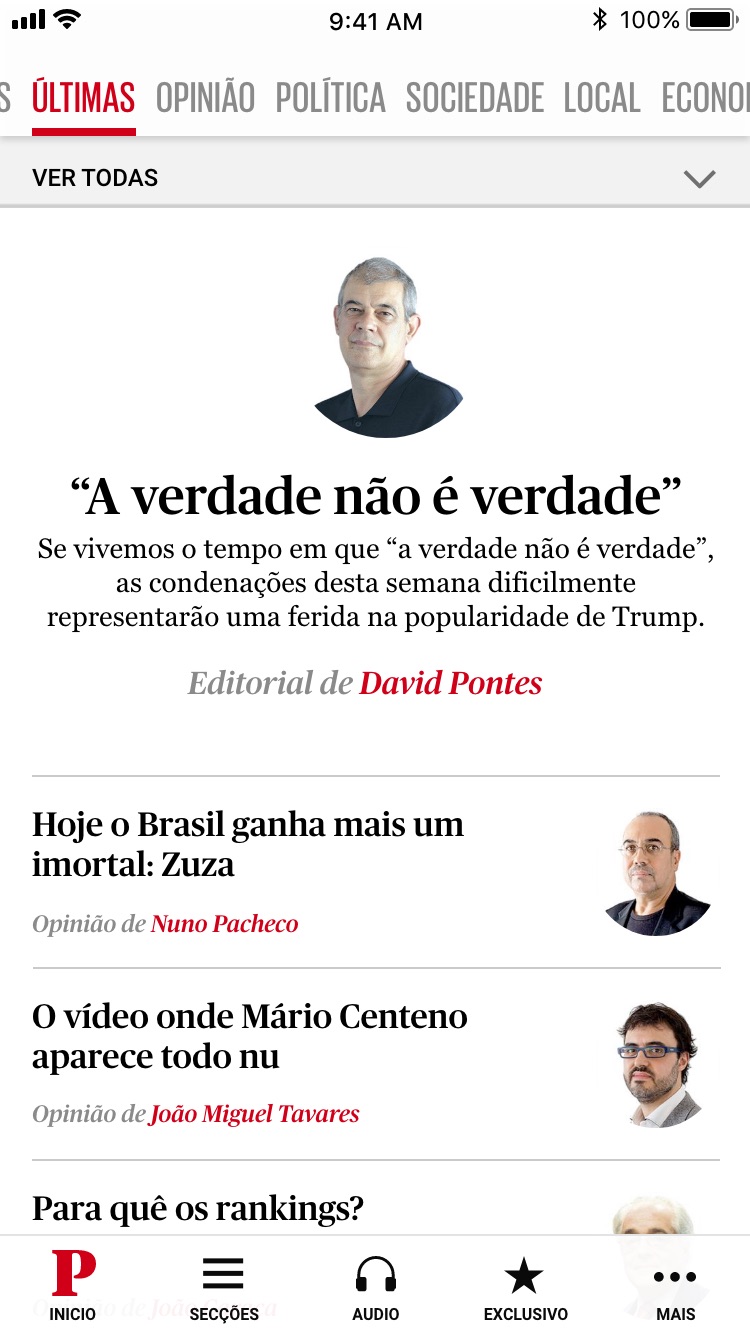 9:41 AM 100%
S ÚLTIMAS OPINIÃO POLÍTICA SOCIEDADE LOCAL ECONO
VER TODAS
“A verdade não é verdade”
Se vivemos o tempo em que “a verdade não é verdade”,
as condenações desta semana dificilmente
representarão uma ferida na popularidade de Trump.
Editorial de David Pontes
Hoje o Brasil ganha mais um
imortal: Zuza
Opinião de Nuno Pacheco
O vídeo onde Mário Centeno
aparece todo nu
Opinião de João Miguel Tavares
Para quê os rankings?
P
INICIO SECÇÕES AUDIO EXCLUSIVO MAIS